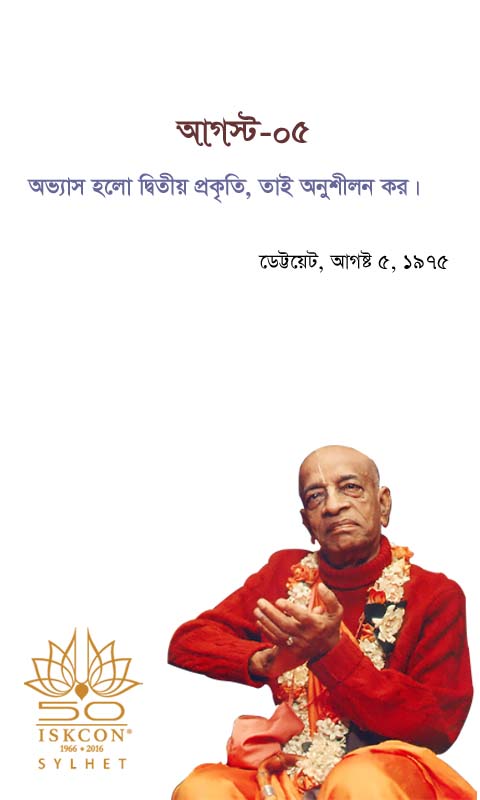 আগস্ট-০৫
অভ্যাস হলো দ্বিতীয় প্রকৃতি, তাই অনুশীলন কর।
ডেট্রয়েট, আগষ্ট ৫, ১৯৭৫
50
ISKCON®
1966 • 2016
SYLHET